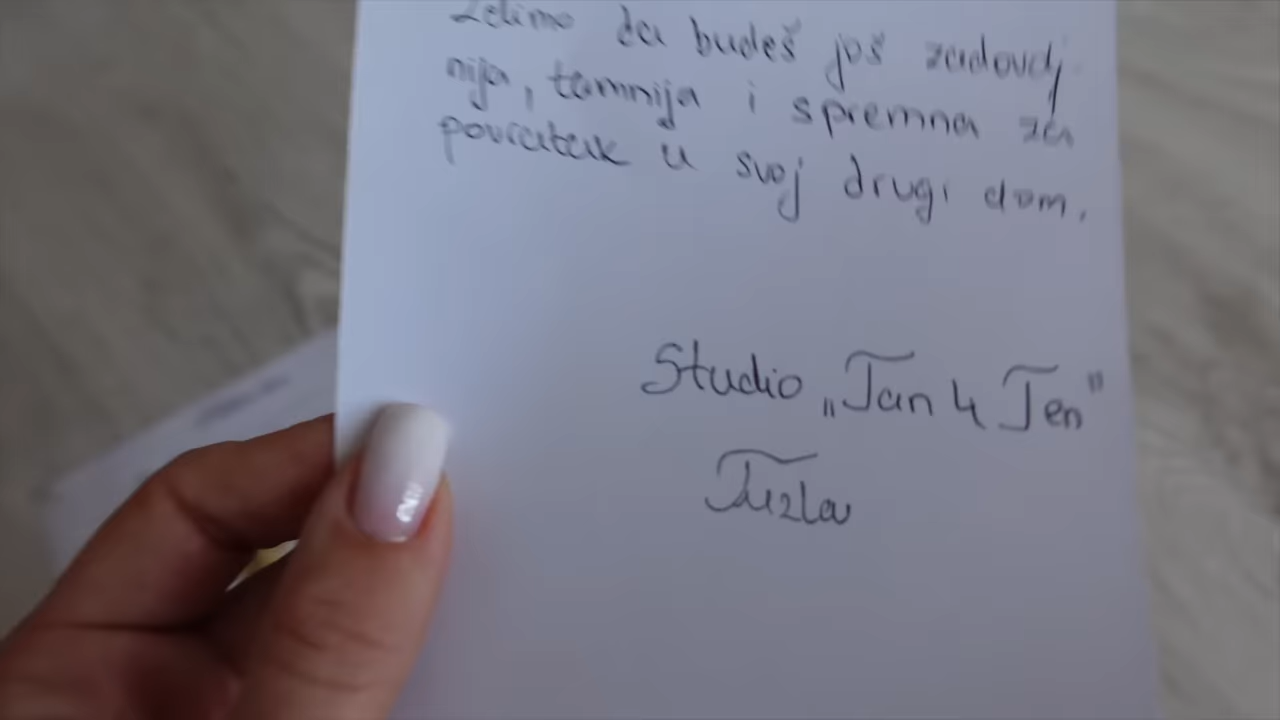 želimo da budeš još zadovolj
nija, tamnija i spremna za
povratak u svoj drugi dom.
Studio „Tan 4 Ten"
Tuzla